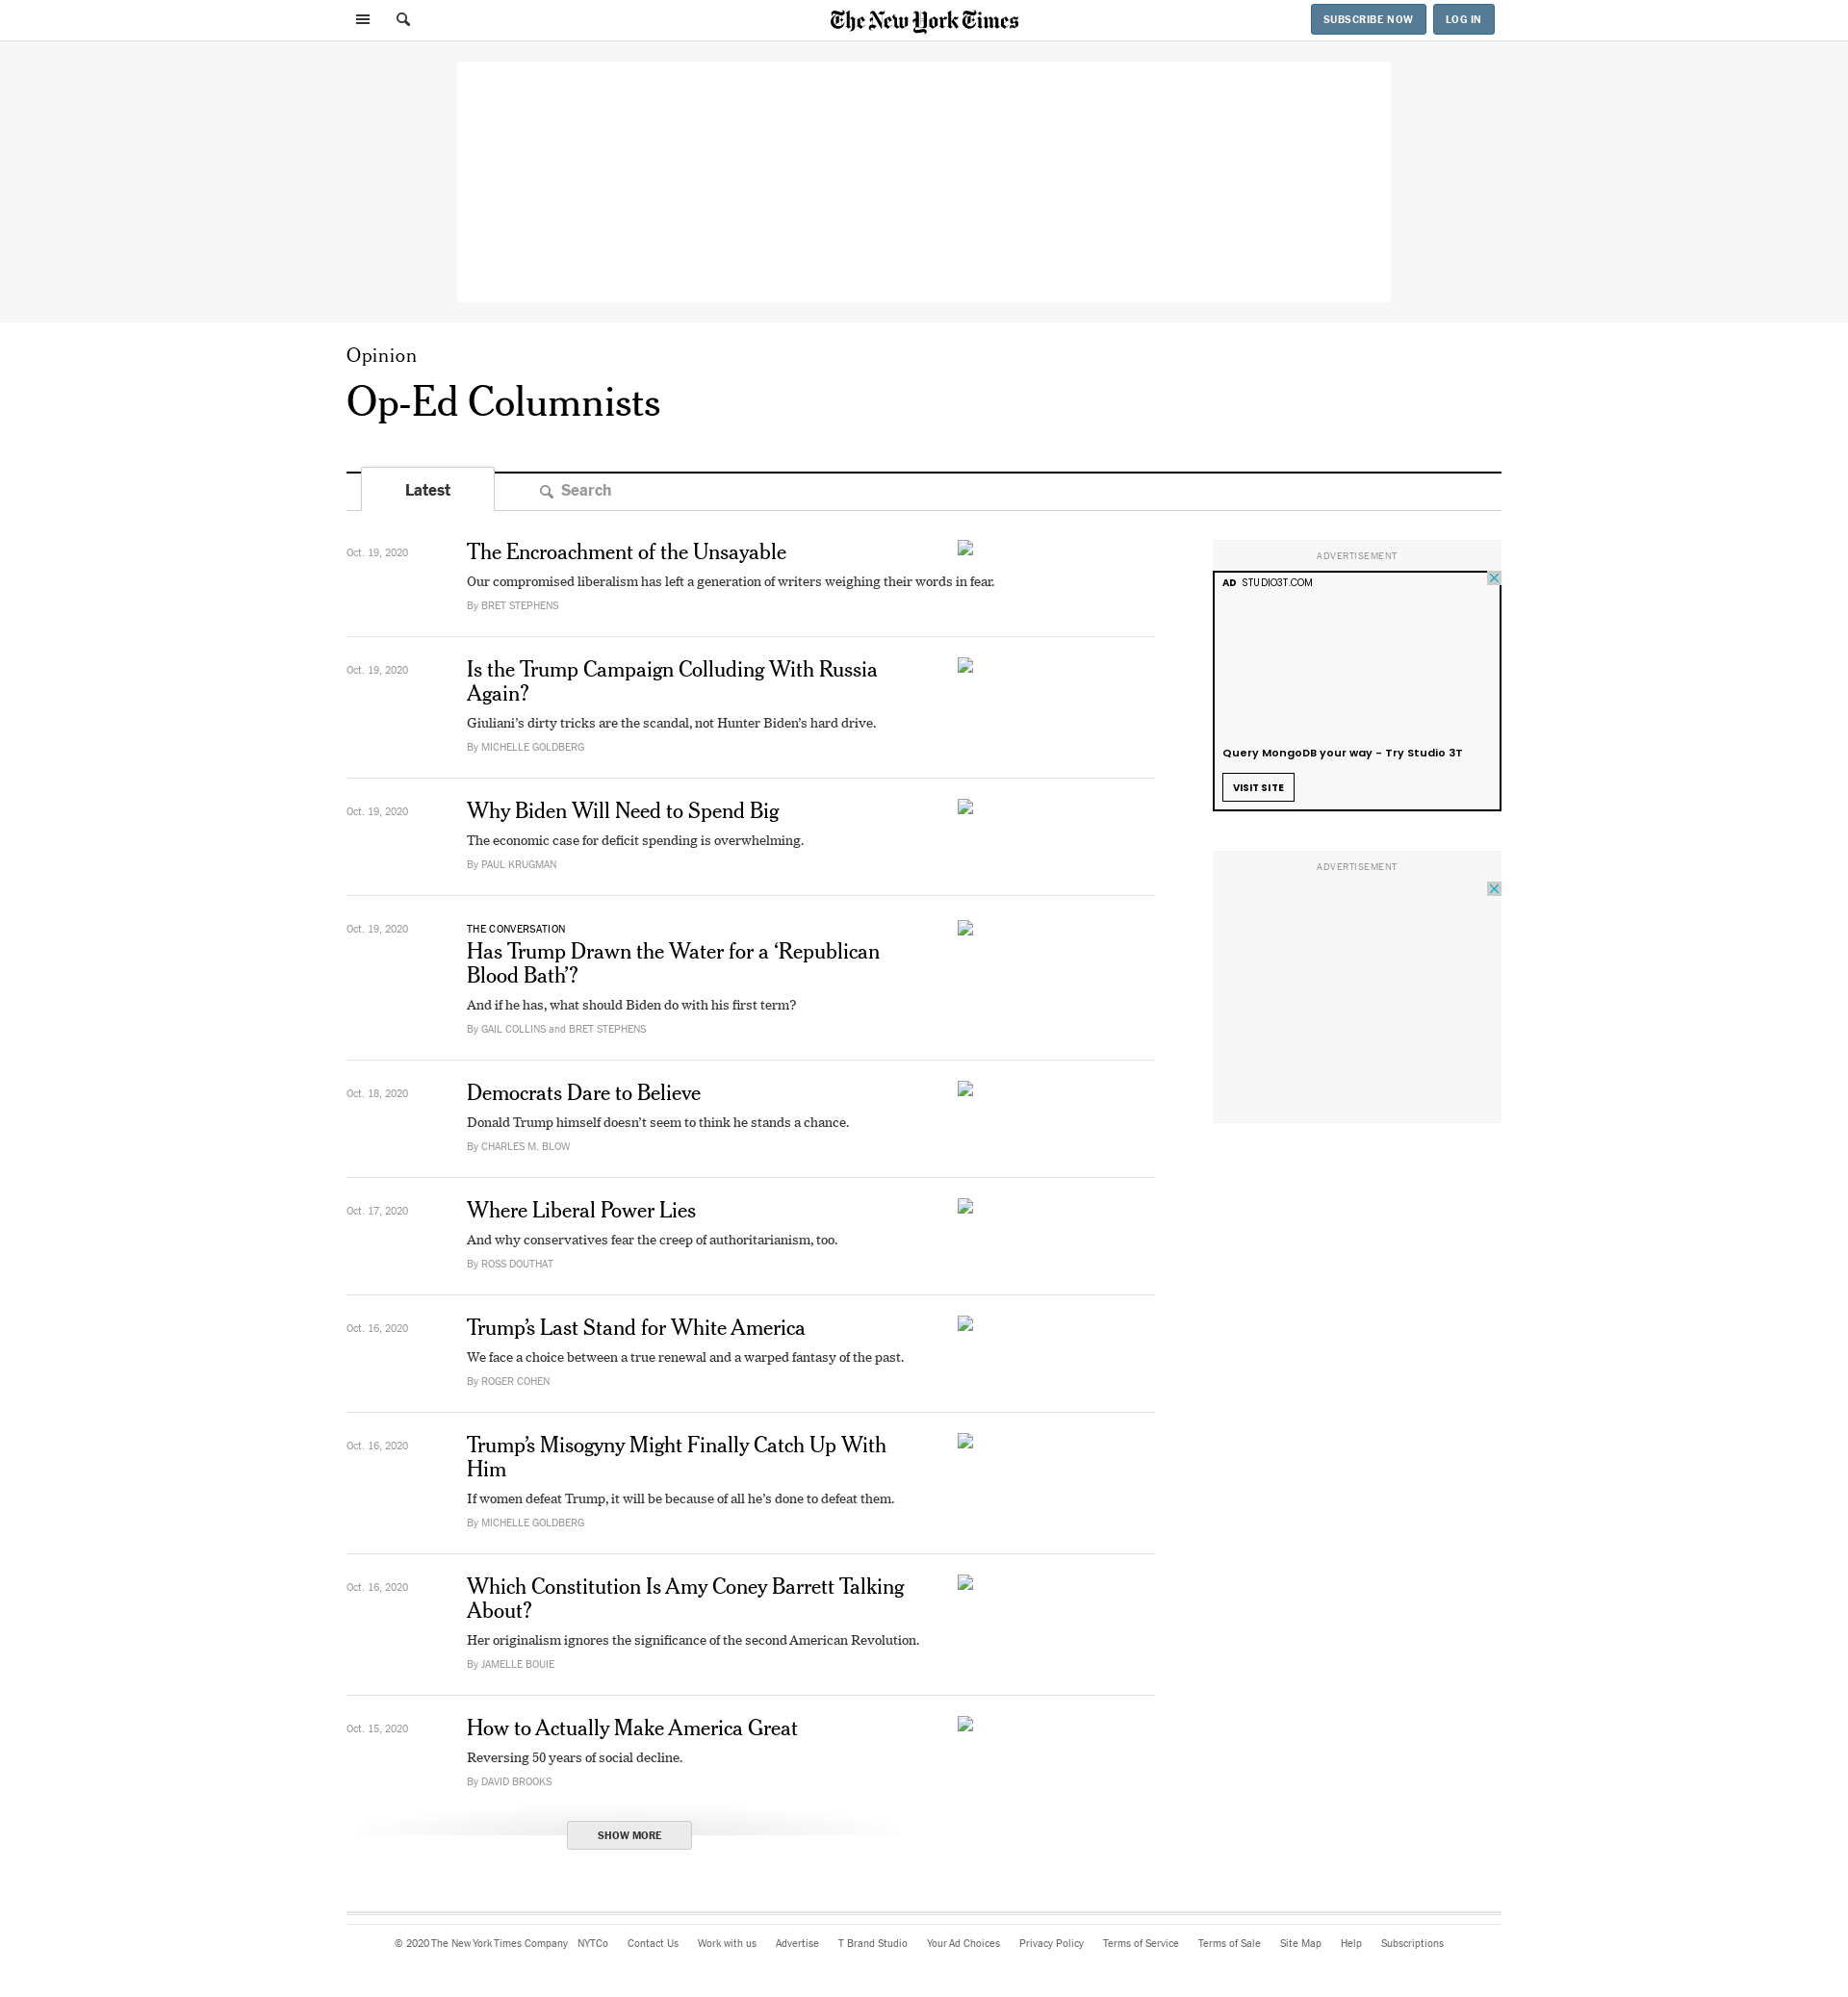 The New York Times
SUBSCRIBE NOW
LOG IN
Opinion
Op-Ed Columnists
Latest
Search
Oct. 19, 2020
The Encroachment of the Unsayable
Our compromised liberalism has left a generation of writers weighing their words in fear.
By BRET STEPHENS
Oct. 19, 2020
Is the Trump Campaign Colluding With Russia
Again?
Giuliani’s dirty tricks are the scandal, not Hunter Biden’s hard drive.
By MICHELLE GOLDBERG
Oct. 19, 2020
Why Biden Will Need to Spend Big
The economic case for deficit spending is overwhelming.
By PAUL KRUGMAN
Oct. 19, 2020
THE CONVERSATION
Has Trump Drawn the Water for a ‘Republican
Blood Bath’?
And if he has, what should Biden do with his first term?
By GAIL COLLINS and BRET STEPHENS
Oct. 18, 2020
Democrats Dare to Believe
Donald Trump himself doesn’t seem to think he stands a chance.
By CHARLES M. BLOW
Oct. 17, 2020
Where Liberal Power Lies
And why conservatives fear the creep of authoritarianism, too.
By ROSS DOUTHAT
Oct. 16, 2020
Trump’s Last Stand for White America
We face a choice between a true renewal and a warped fantasy of the past.
By ROGER COHEN
Oct. 16, 2020
Trump’s Misogyny Might Finally Catch Up With
Him
If women defeat Trump, it will be because of all he’s done to defeat them.
By MICHELLE GOLDBERG
Oct. 16, 2020
Which Constitution Is Amy Coney Barrett Talking
About?
Her originalism ignores the significance of the second American Revolution.
By JAMELLE BOUIE
Oct. 15, 2020
How to Actually Make America Great
Reversing 50 years of social decline.
By DAVID BROOKS
SHOW MORE
ADVERTISEMENT
AD STUDIO3T.COM
Query MongoDB your way - Try Studio 3T
VISIT SITE
ADVERTISEMENT
© 2020 The New York Times Company NYTCo Contact Us Work with us Advertise T Brand Studio Your Ad Choices Privacy Policy Terms of Service Terms of Sale Site Map Help Subscriptions